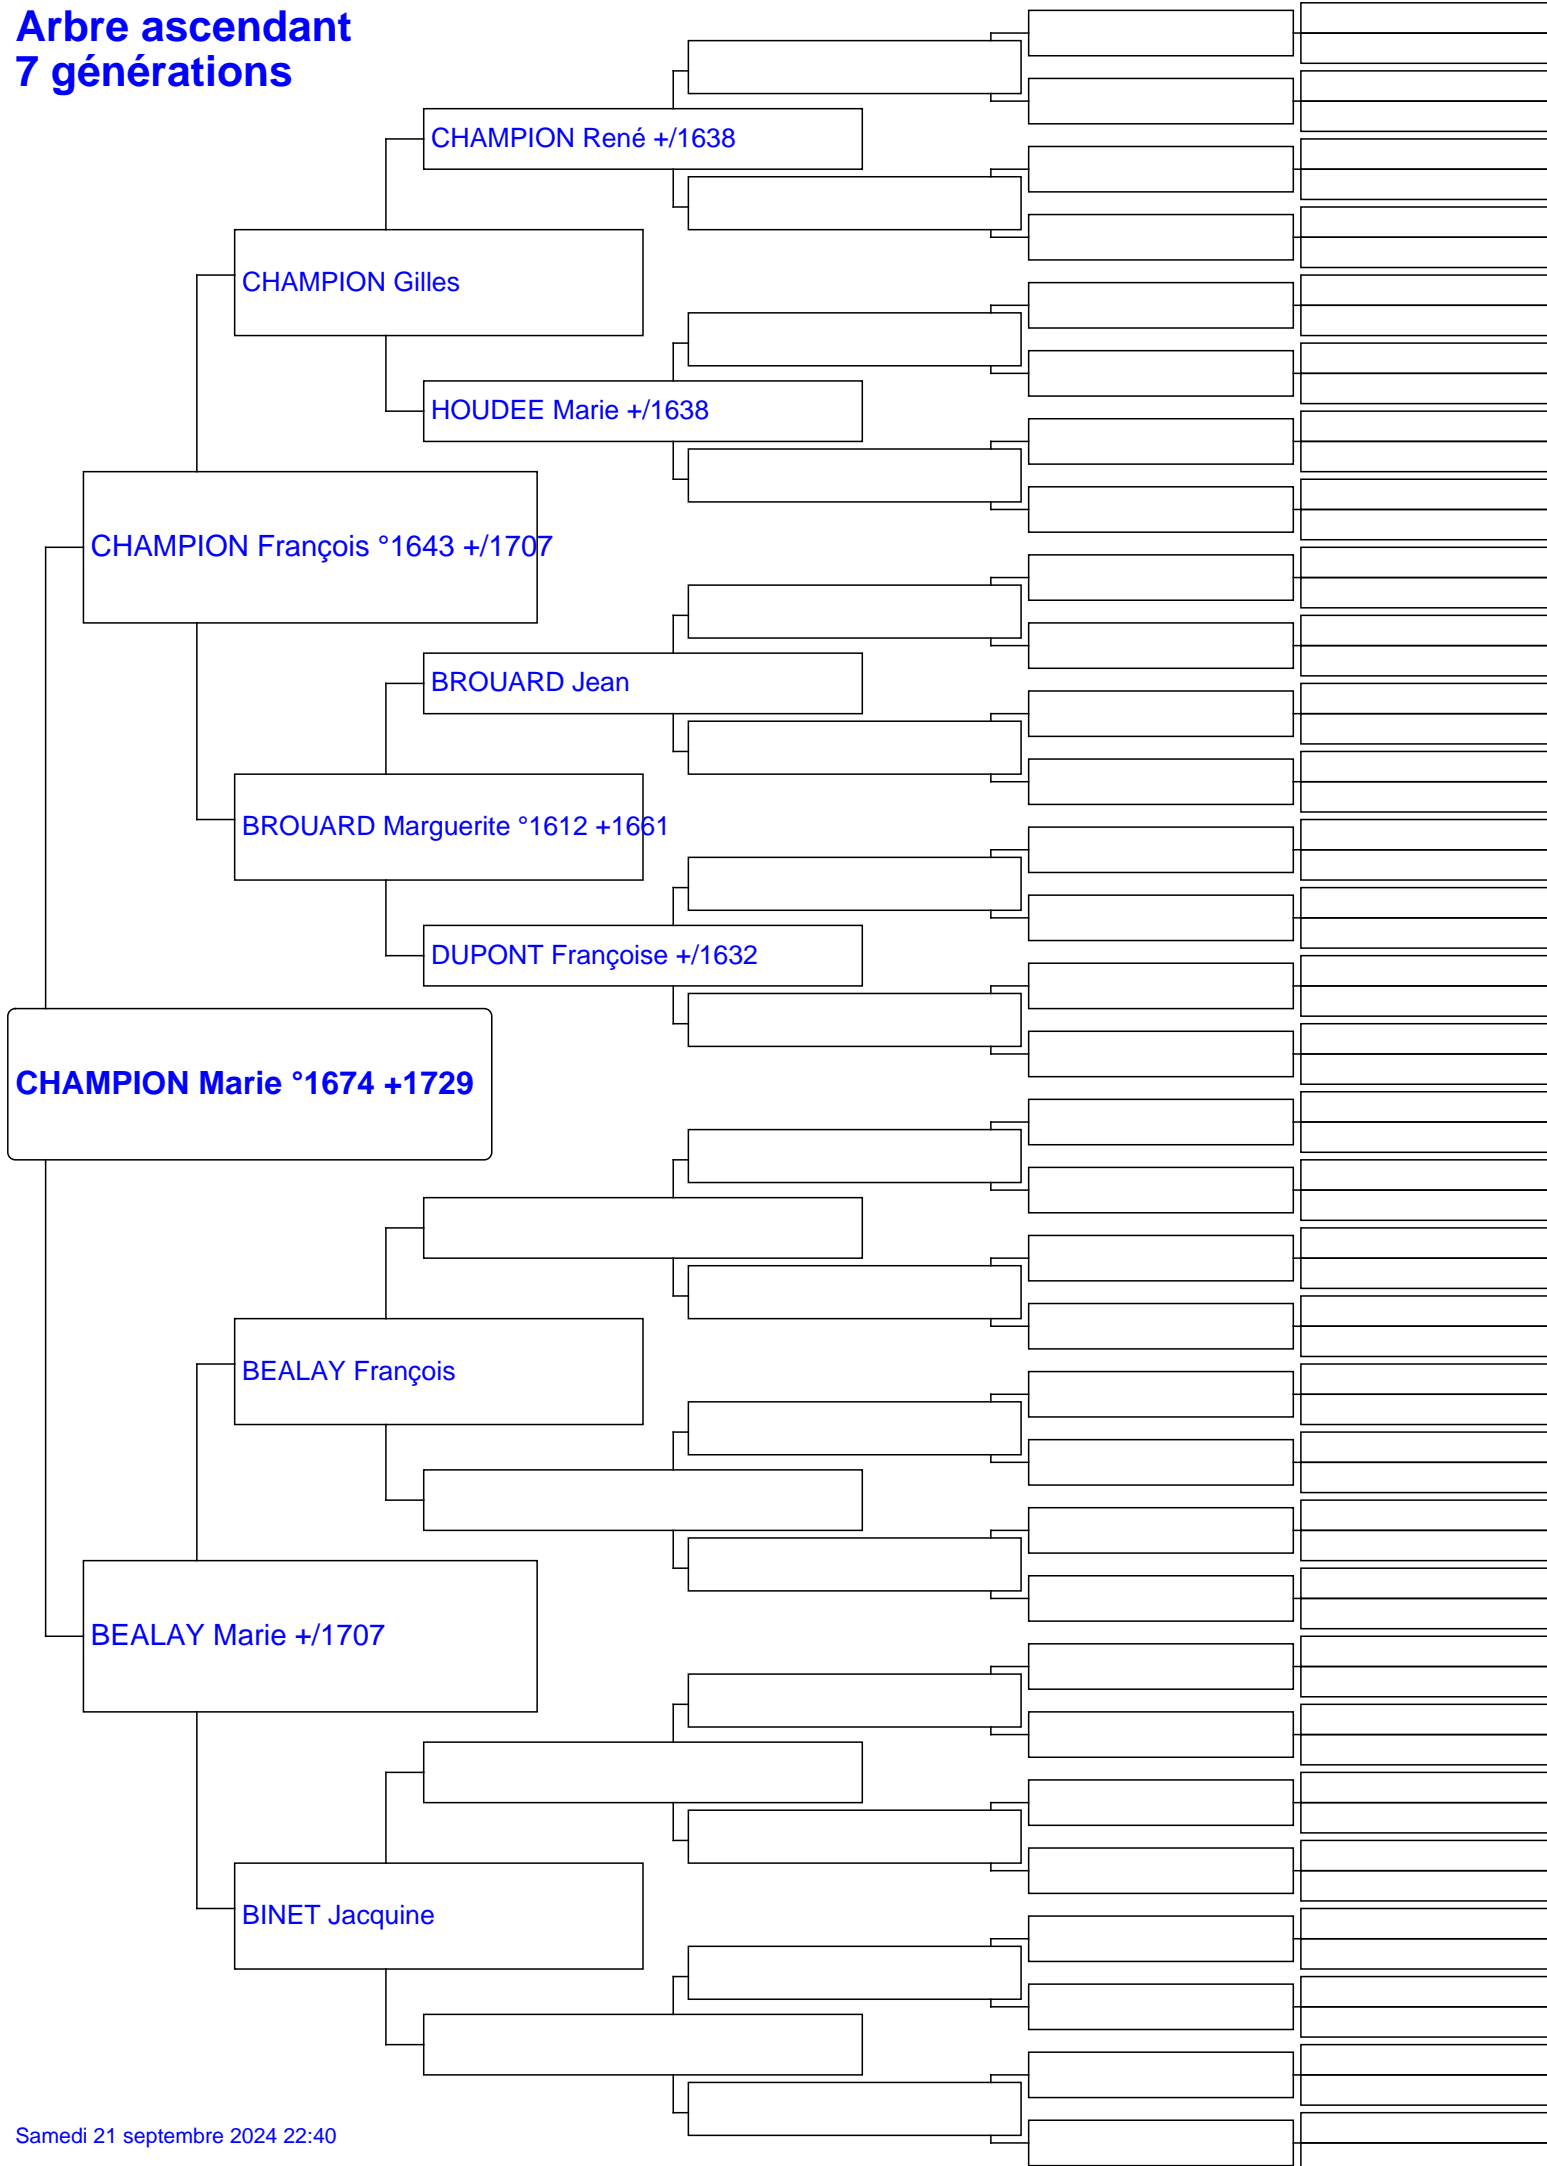 Arbre ascendant
7 générations
CHAMPION René +/1638
CHAMPION Gilles
HOUDEE Marie +/1638
CHAMPION François °1643 +/1707
BROUARD Jean
BROUARD Marguerite °1612 +1661
DUPONT Françoise +/1632
CHAMPION Marie °1674 +1729
BEALAY François
BEALAY Marie +/1707
BINET Jacquine
Samedi 21 septembre 2024 22:40